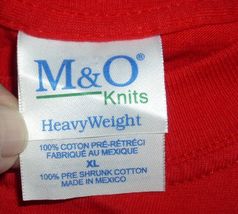 M&O®
Knits
HeavyWeight
100% COTON PRÉ-RÉTRÉCI
FABRIQUÉ AU MEXIQUE
XL
100% PRE SHRUNK COTTON
MADE IN MEXICO